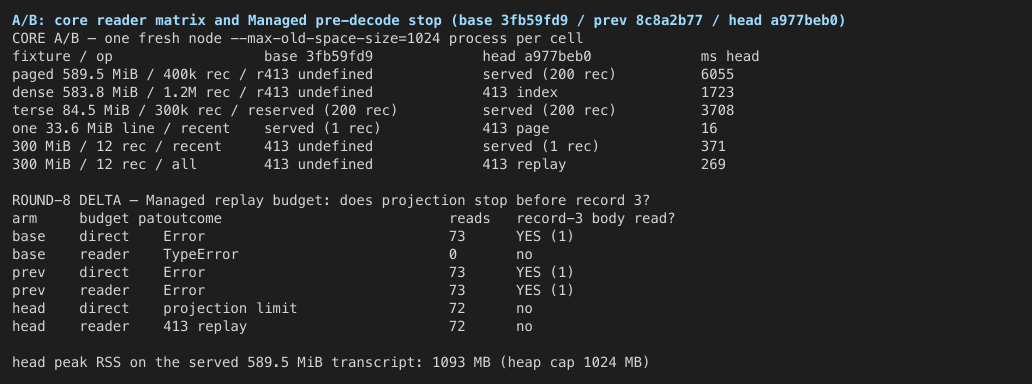 A/B: core reader matrix and Managed pre-decode stop (base 3fb59fd9 / prev 8c8a2b77 / head a977beb0)
CORE A/B — one fresh node --max-old-space-size=1024 process per cell
fixture / op base 3fb59fd9 head a977beb0 ms head
paged 589.5 MiB / 400k rec / r413 undefined served (200 rec) 6055
dense 583.8 MiB / 1.2M rec / r413 undefined 413 index 1723
terse 84.5 MiB / 300k rec / reserved (200 rec) served (200 rec) 3708
one 33.6 MiB line / recent served (1 rec) 413 page 16
300 MiB / 12 rec / recent 413 undefined served (1 rec) 371
300 MiB / 12 rec / all 413 undefined 413 replay 269
ROUND-8 DELTA — Managed replay budget: does projection stop before record 3?
arm budget patoutcome reads record-3 body read?
base direct Error 73 YES (1)
base reader TypeError 0 no
prev direct Error 73 YES (1)
prev reader Error 73 YES (1)
head direct projection limit 72 no
head reader 413 replay 72 no
head peak RSS on the served 589.5 MiB transcript: 1093 MB (heap cap 1024 MB)